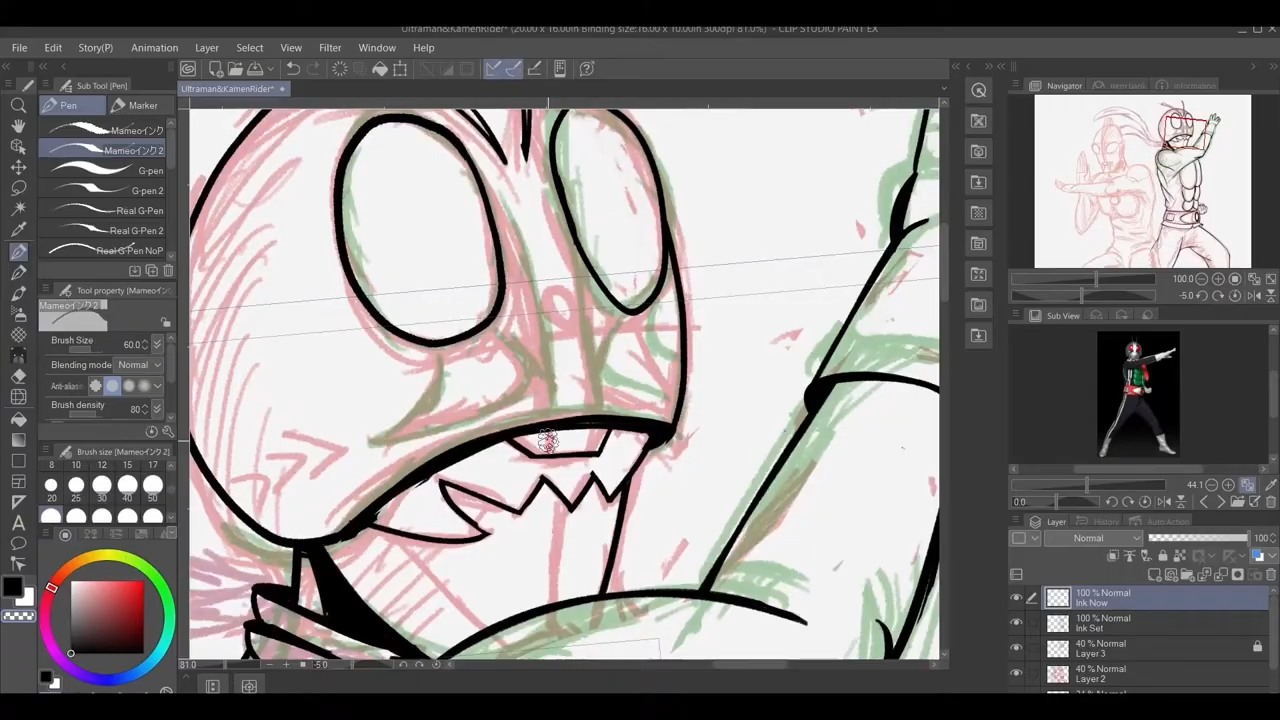 Ultraman&KamenRider* (20.00 x 16.00in Binding size:16.00 x 10.00in 300dpi 81.0%) - CLIP STUDIO PAINT EX
File Edit Story(P) Animation Layer Select View Filter Window Help
Sub Tool [Pen]
Ultraman&KamenRider*
Navigator
Information
Pen Marker
Mameoインク
Mameoインク2
G-pen
G-pen 2
Real G-Pen
Real G-Pen 2
Real G-Pen NoP
100.0
-5.0
Tool property [Mameoイン
Mameoインク2
Sub View
Brush Size 60.0
Blending mode Normal
Anti-alias
Brush density 80
Brush size [Mameoインク2]
8 10 12 15 17
20 25 30 40 50
44.1
0.0
Layer History Auto Action
Normal 100
100 % Normal
Ink Now
100 % Normal
Ink Set
40 % Normal
Layer 3
40 % Normal
Layer 2
81.0 -5.0